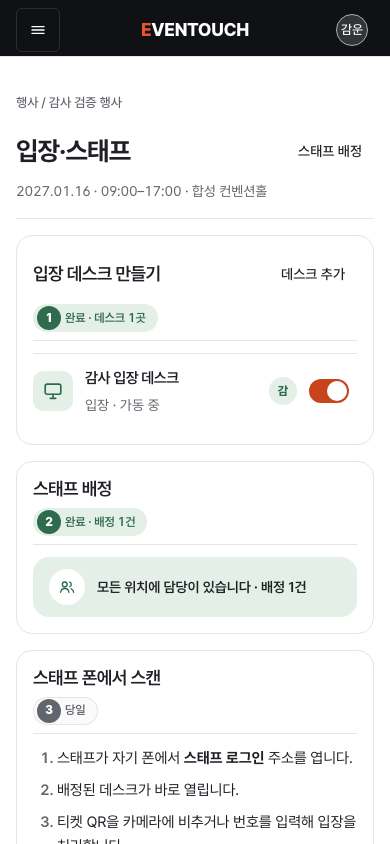 EVENTOUCH
감운
행사 / 감사 검증 행사
입장·스태프
스태프 배정
2027.01.16 · 09:00–17:00 · 합성 컨벤션홀
입장 데스크 만들기
데스크 추가
1 완료 · 데스크 1곳
감사 입장 데스크
입장 · 가동 중
감
스태프 배정
2 완료 · 배정 1건
모든 위치에 담당이 있습니다 · 배정 1건
스태프 폰에서 스캔
3 당일
1. 스태프가 자기 폰에서 스태프 로그인 주소를 엽니다.
2. 배정된 데스크가 바로 열립니다.
3. 티켓 QR을 카메라에 비추거나 번호를 입력해 입장을